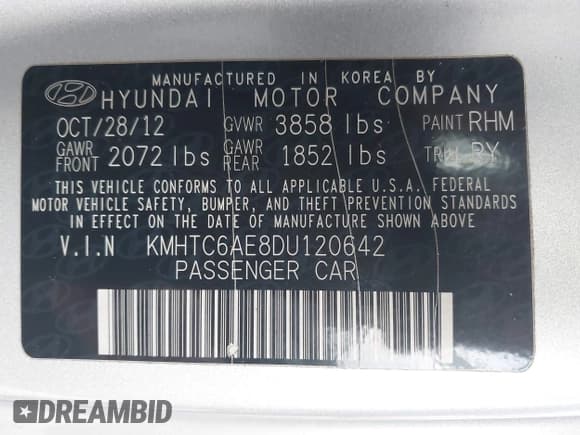 MANUFACTURED IN KOREA BY
HYUNDAI MOTOR COMPANY
OCT/28/12 GVWR 3858 lbs PAINT RHM
GAWR FRONT 2072 lbs GAWR REAR 1852 lbs TRIM RY
THIS VEHICLE CONFORMS TO ALL APPLICABLE U.S.A. FEDERAL
MOTOR VEHICLE SAFETY, BUMPER, AND THEFT PREVENTION STANDARDS
IN EFFECT ON THE DATE OF MANUFACTURE SHOWN ABOVE
V.I.N KMHTC6AE8DU120642
PASSENGER CAR
DREAMBID